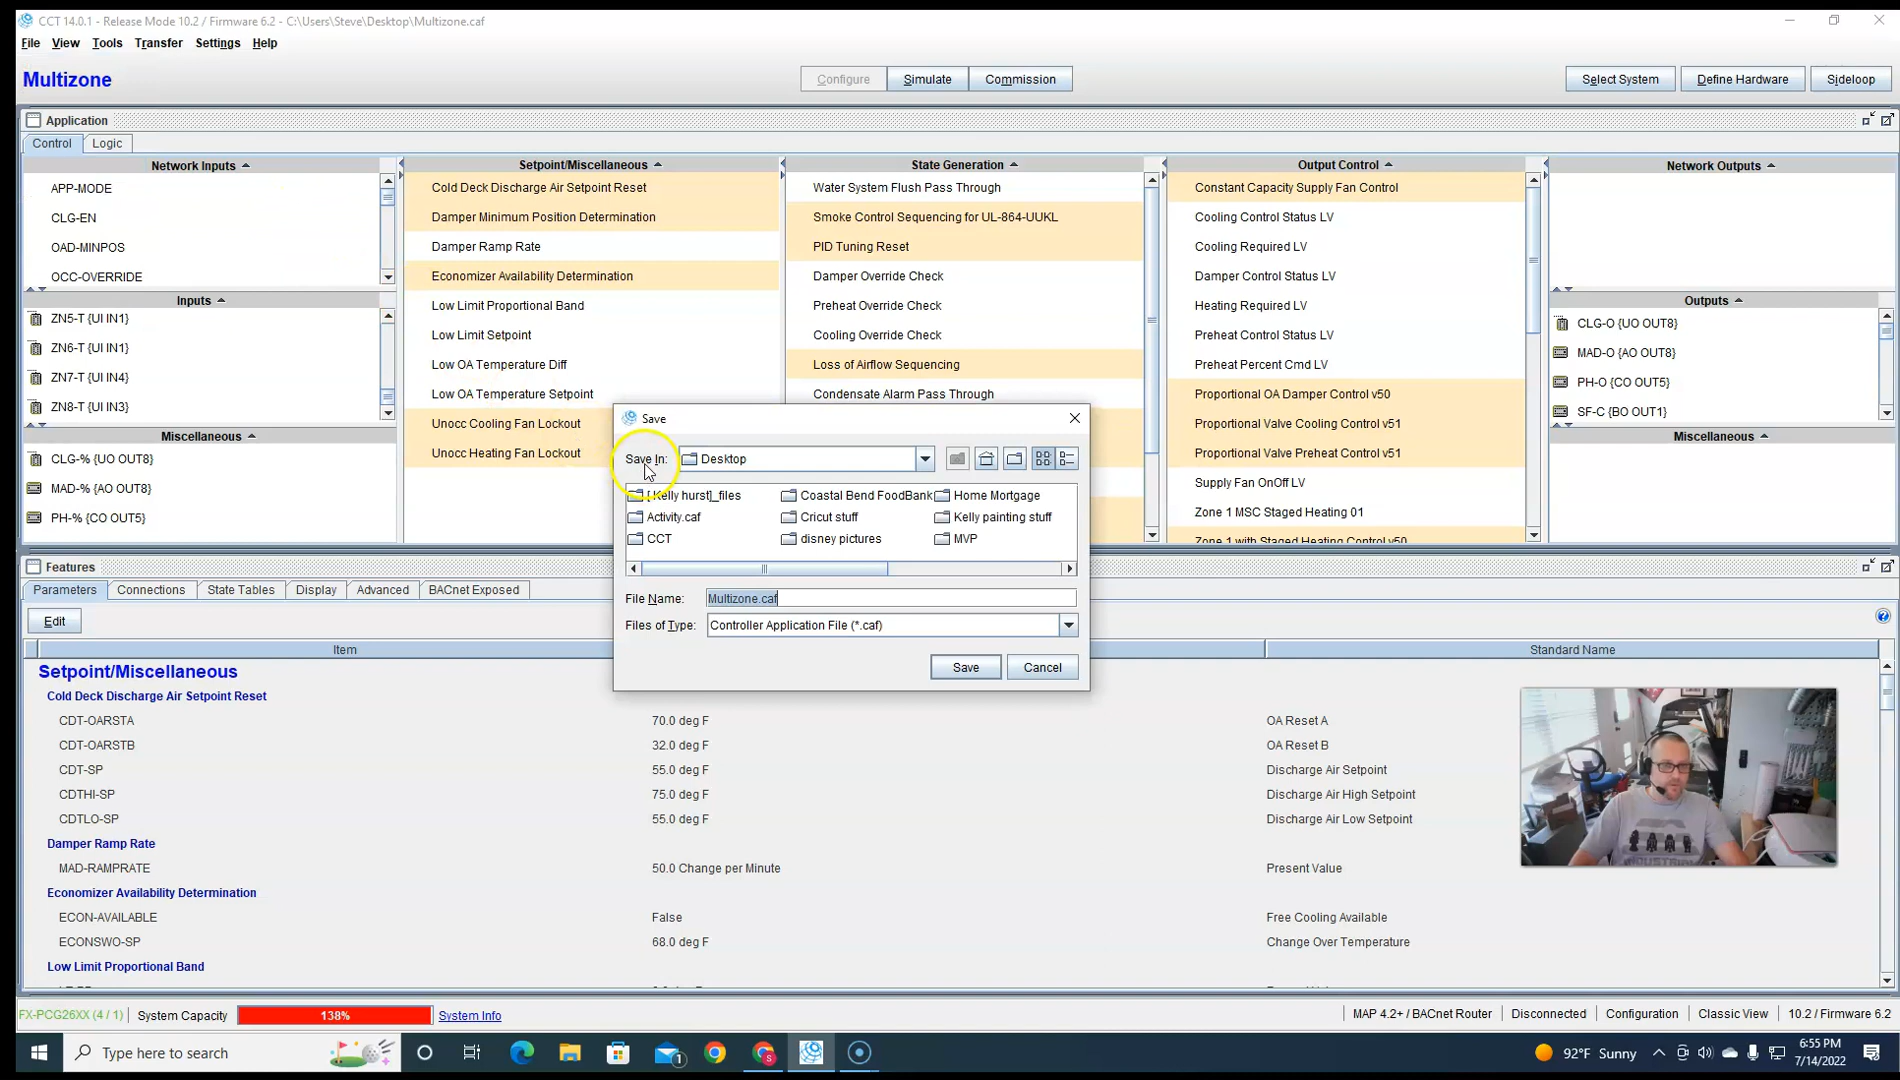 CCT 14.0.1 - Release Mode 10.2 / Firmware 6.2 - C:\Users\Steve\Desktop\Multizone.caf
File View Tools Transfer Settings Help
Multizone
Configure Simulate Commission
Select System Define Hardware Sideloop
Application
Control Logic
Network Inputs
APP-MODE
CLG-EN
OAD-MINPOS
OCC-OVERRIDE
Inputs
ZN5-T {UI IN1}
ZN6-T {UI IN1}
ZN7-T {UI IN4}
ZN8-T {UI IN3}
Miscellaneous
CLG-% {UO OUT8}
MAD-% {AO OUT8}
PH-% {CO OUT5}
Setpoint/Miscellaneous
Cold Deck Discharge Air Setpoint Reset
Damper Minimum Position Determination
Damper Ramp Rate
Economizer Availability Determination
Low Limit Proportional Band
Low Limit Setpoint
Low OA Temperature Diff
Low OA Temperature Setpoint
Unocc Cooling Fan Lockout
Unocc Heating Fan Lockout
State Generation
Water System Flush Pass Through
Smoke Control Sequencing for UL-864-UUKL
PID Tuning Reset
Damper Override Check
Preheat Override Check
Cooling Override Check
Loss of Airflow Sequencing
Condensate Alarm Pass Through
Output Control
Constant Capacity Supply Fan Control
Cooling Control Status LV
Cooling Required LV
Damper Control Status LV
Heating Required LV
Preheat Control Status LV
Preheat Percent Cmd LV
Proportional OA Damper Control v50
Proportional Valve Cooling Control v51
Proportional Valve Preheat Control v51
Supply Fan OnOff LV
Zone 1 MSC Staged Heating 01
Zone 1 with Staged Heating Control v50
Network Outputs
Outputs
CLG-O {UO OUT8}
MAD-O {AO OUT8}
PH-O {CO OUT5}
SF-C {BO OUT1}
Miscellaneous
Save
Save In: Desktop
[ Kelly hurst]_files Coastal Bend FoodBank Home Mortgage
Activity.caf Cricut stuff Kelly painting stuff
CCT disney pictures MVP
File Name: Multizone.caf
Files of Type: Controller Application File (*.caf)
Save Cancel
Features
Parameters Connections State Tables Display Advanced BACnet Exposed
Edit
Item Standard Name
Setpoint/Miscellaneous
Cold Deck Discharge Air Setpoint Reset
CDT-OARSTA 70.0 deg F OA Reset A
CDT-OARSTB 32.0 deg F OA Reset B
CDT-SP 55.0 deg F Discharge Air Setpoint
CDTHI-SP 75.0 deg F Discharge Air High Setpoint
CDTLO-SP 55.0 deg F Discharge Air Low Setpoint
Damper Ramp Rate
MAD-RAMPRATE 50.0 Change per Minute Present Value
Economizer Availability Determination
ECON-AVAILABLE False Free Cooling Available
ECONSWO-SP 68.0 deg F Change Over Temperature
Low Limit Proportional Band
FX-PCG26XX (4 / 1) System Capacity 138% System Info MAP 4.2+ / BACnet Router Disconnected Configuration Classic View 10.2 / Firmware 6.2
Type here to search 1 92°F Sunny 6:55 PM
7/14/2022